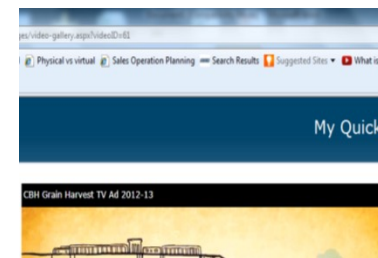 ges/video-gallery.aspx?videoID=61
Physical vs virtual Sales Operation Planning Search Results Suggested Sites ▾ What is
My Quick
CBH Grain Harvest TV Ad 2012-13